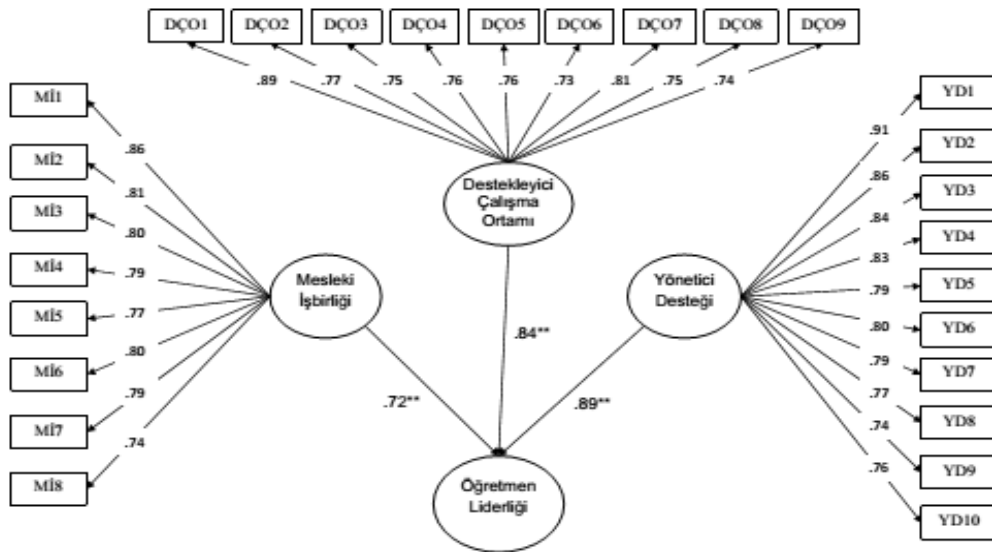 DÇO1
DÇO2
DÇO3
DÇO4
DÇO5
DÇO6
DÇO7
DÇO8
DÇO9
.89
.77
.75
.76
.76
.73
.81
.75
.74
Mİ1
Mİ2
Mİ3
Mİ4
Mİ5
Mİ6
Mİ7
Mİ8
.86
.81
.80
.79
.77
.80
.79
.74
Destekleyici
Çalışma
Ortamı
Mesleki
İşbirliği
Yönetici
Desteği
.91
.86
.84
.83
.79
.80
.79
.77
.74
.76
YD1
YD2
YD3
YD4
YD5
YD6
YD7
YD8
YD9
YD10
.84**
.72**
.89**
Öğretmen
Liderliği